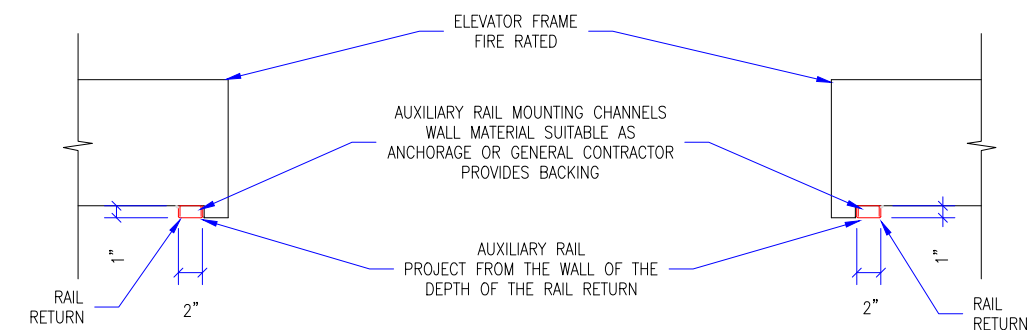 ELEVATOR FRAME
FIRE RATED
AUXILIARY RAIL MOUNTING CHANNELS
WALL MATERIAL SUITABLE AS
ANCHORAGE OR GENERAL CONTRACTOR
PROVIDES BACKING
1"
1"
AUXILIARY RAIL
PROJECT FROM THE WALL OF THE
DEPTH OF THE RAIL RETURN
RAIL
RETURN
2"
2"
RAIL
RETURN